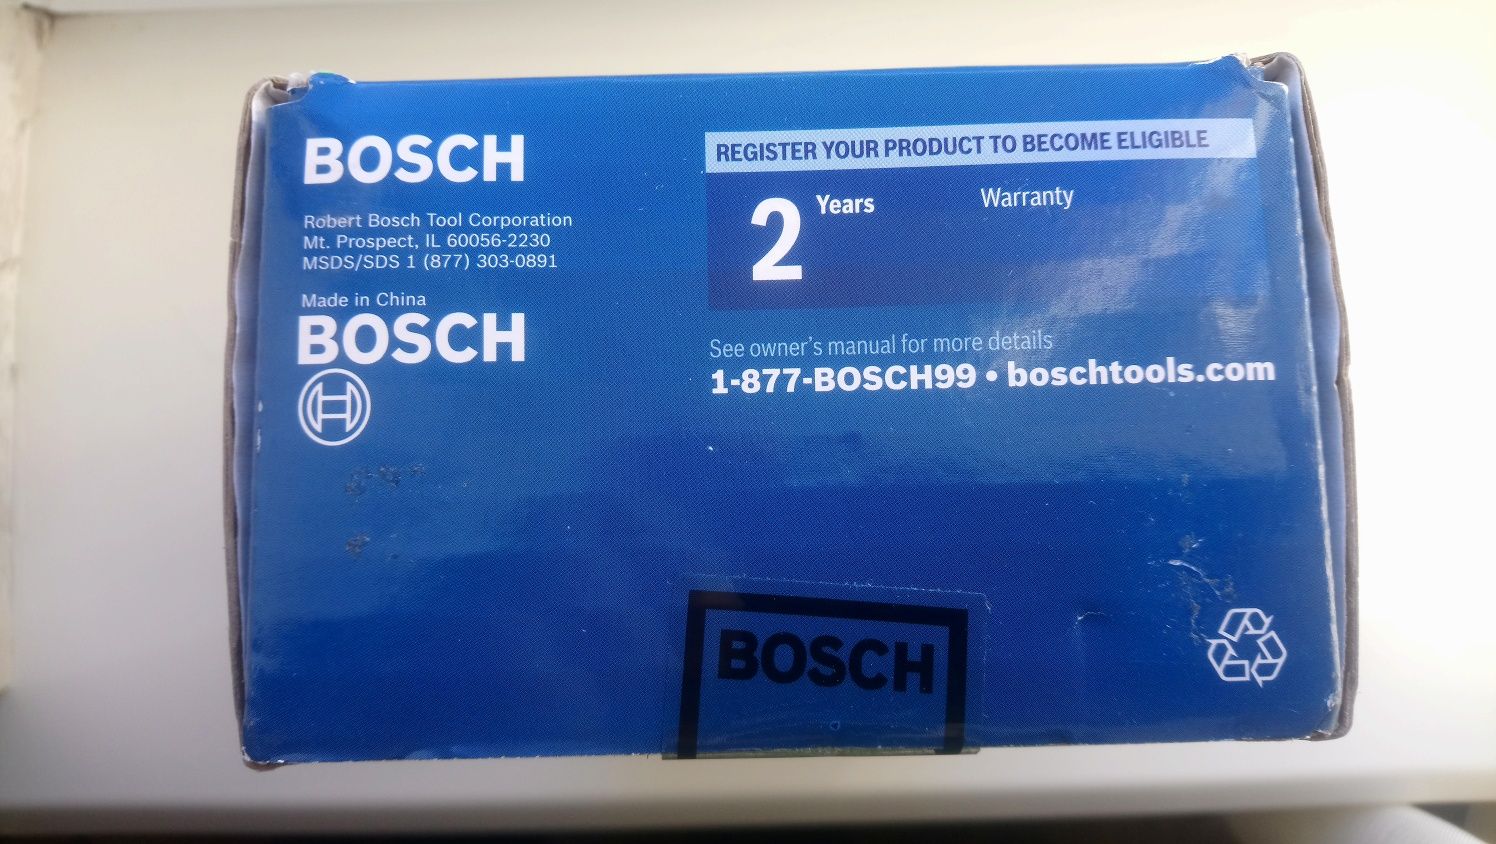 BOSCH
Robert Bosch Tool Corporation
Mt. Prospect, IL 60056-2230
MSDS/SDS 1 (877) 303-0891
Made in China
BOSCH
REGISTER YOUR PRODUCT TO BECOME ELIGIBLE
2 Years Warranty
See owner's manual for more details
1-877-BOSCH99 • boschtools.com
BOSCH